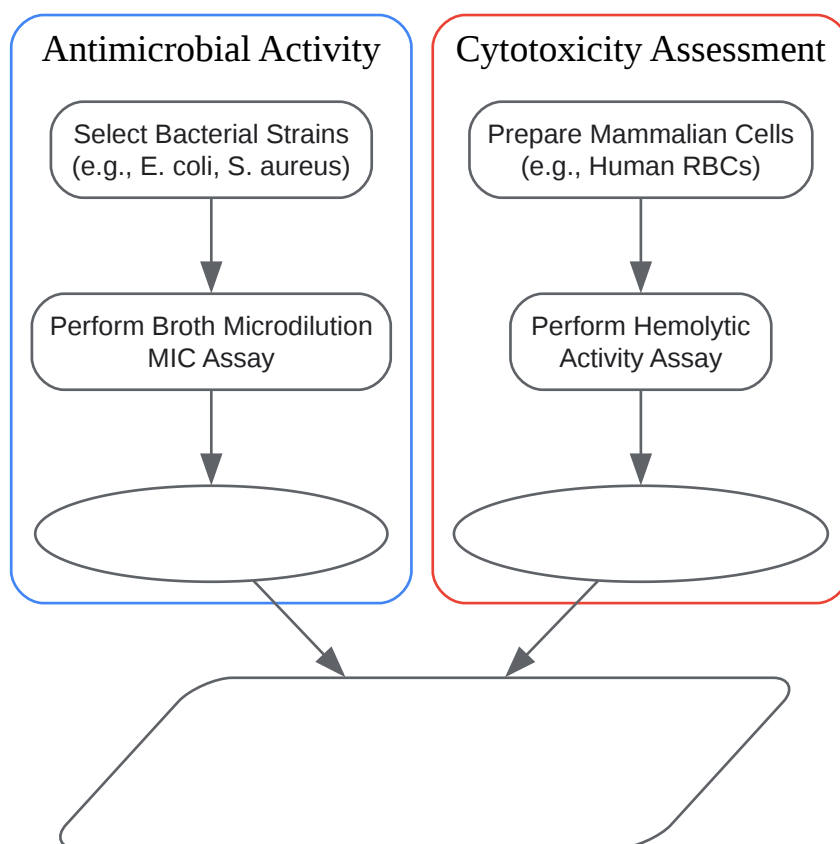 Antimicrobial Activity
Select Bacterial Strains
(e.g., E. coli, S. aureus)
Perform Broth Microdilution
MIC Assay
Cytotoxicity Assessment
Prepare Mammalian Cells
(e.g., Human RBCs)
Perform Hemolytic
Activity Assay